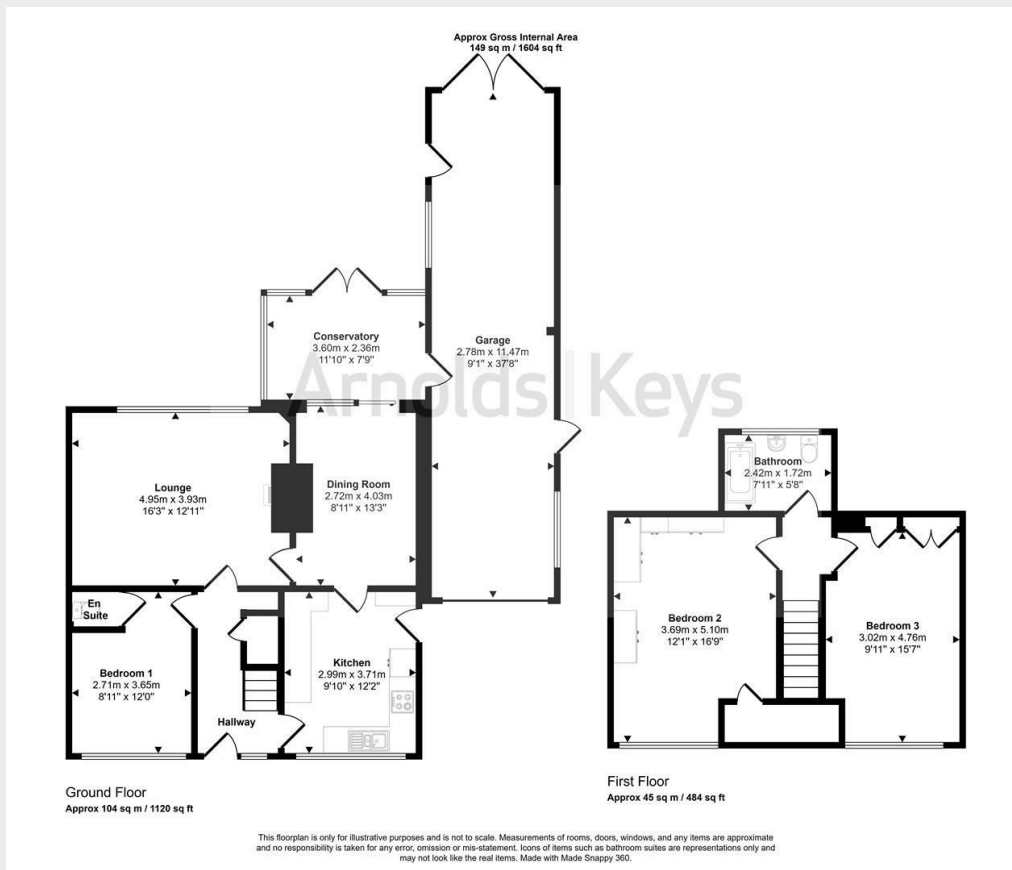 Approx Gross Internal Area
149 sq m / 1604 sq ft
Conservatory
3.60m x 2.36m
11'10" x 7'9"
Garage
2.78m x 11.47m
9'1" x 37'8"
Arnolds | Keys
Lounge
4.95m x 3.93m
16'3" x 12'11"
Dining Room
2.72m x 4.03m
8'11" x 13'3"
En
Suite
Bedroom 1
2.71m x 3.65m
8'11" x 12'0"
Hallway
Kitchen
2.99m x 3.71m
9'10" x 12'2"
Bathroom
2.42m x 1.72m
7'11" x 5'8"
Bedroom 2
3.69m x 5.10m
12'1" x 16'9"
Bedroom 3
3.02m x 4.76m
9'11" x 15'7"
Ground Floor
Approx 104 sq m / 1120 sq ft
First Floor
Approx 45 sq m / 484 sq ft
This floorplan is only for illustrative purposes and is not to scale. Measurements of rooms, doors, windows, and any items are approximate
and no responsibility is taken for any error, omission or mis-statement. Icons of items such as bathroom suites are representations only and
may not look like the real items. Made with Made Snappy 360.